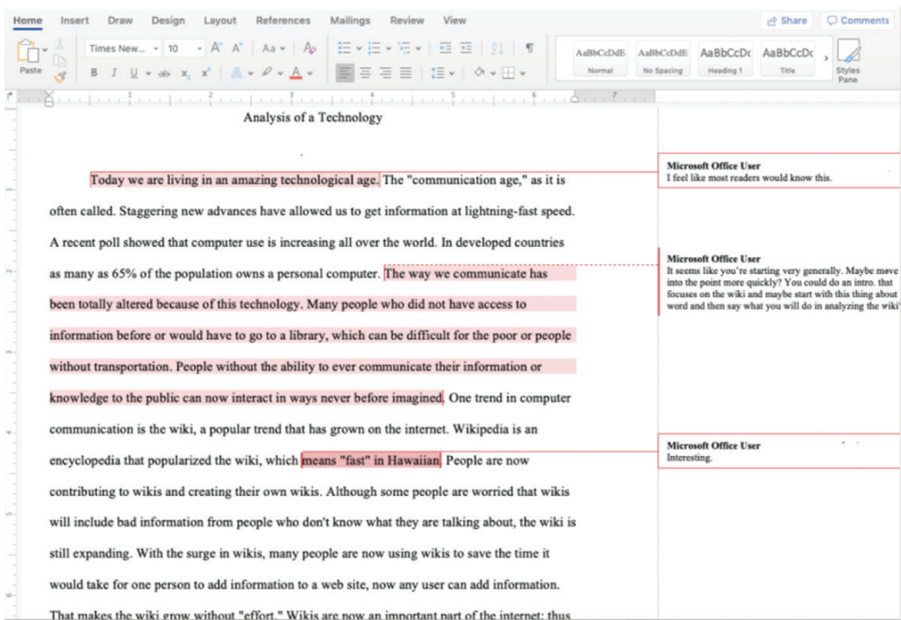 Home Insert Draw Design Layout References Mailings Review View Share Comments
Times New... 10 A A Aa A
Paste B I U ab x, x A A
AaBbCcDdE AaBbCcDdE AaBbCcDc AaBbCcDc
Normal No Spacing Heading 1 Title
Styles
Pane
1 2 3 4 5 6 7
Analysis of a Technology
Today we are living in an amazing technological age. The "communication age," as it is
often called. Staggering new advances have allowed us to get information at lightning-fast speed.
A recent poll showed that computer use is increasing all over the world. In developed countries
as many as 65% of the population owns a personal computer. The way we communicate has
been totally altered because of this technology. Many people who did not have access to
information before or would have to go to a library, which can be difficult for the poor or people
without transportation. People without the ability to ever communicate their information or
knowledge to the public can now interact in ways never before imagined. One trend in computer
communication is the wiki, a popular trend that has grown on the internet. Wikipedia is an
encyclopedia that popularized the wiki, which means "fast" in Hawaiian. People are now
contributing to wikis and creating their own wikis. Although some people are worried that wikis
will include bad information from people who don't know what they are talking about, the wiki is
still expanding. With the surge in wikis, many people are now using wikis to save the time it
would take for one person to add information to a web site, now any user can add information.
That makes the wiki grow without "effort." Wikis are now an important part of the internet; thus
Microsoft Office User
I feel like most readers would know this.
Microsoft Office User
It seems like you're starting very generally. Maybe move
into the point more quickly? You could do an intro. that
focuses on the wiki and maybe start with this thing about
word and then say what you will do in analyzing the wiki
Microsoft Office User
Interesting.